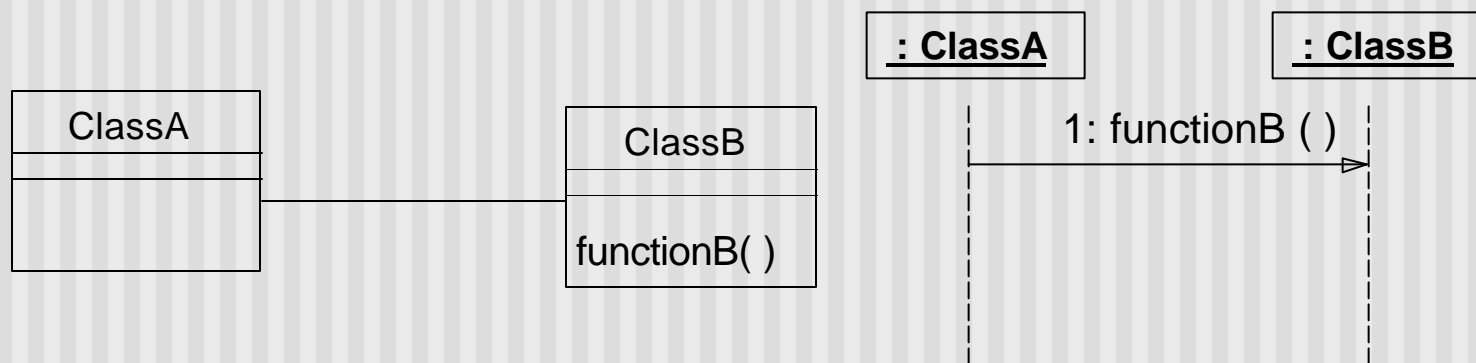 ClassA
ClassB
functionB( )
: ClassA
: ClassB
1: functionB ( )